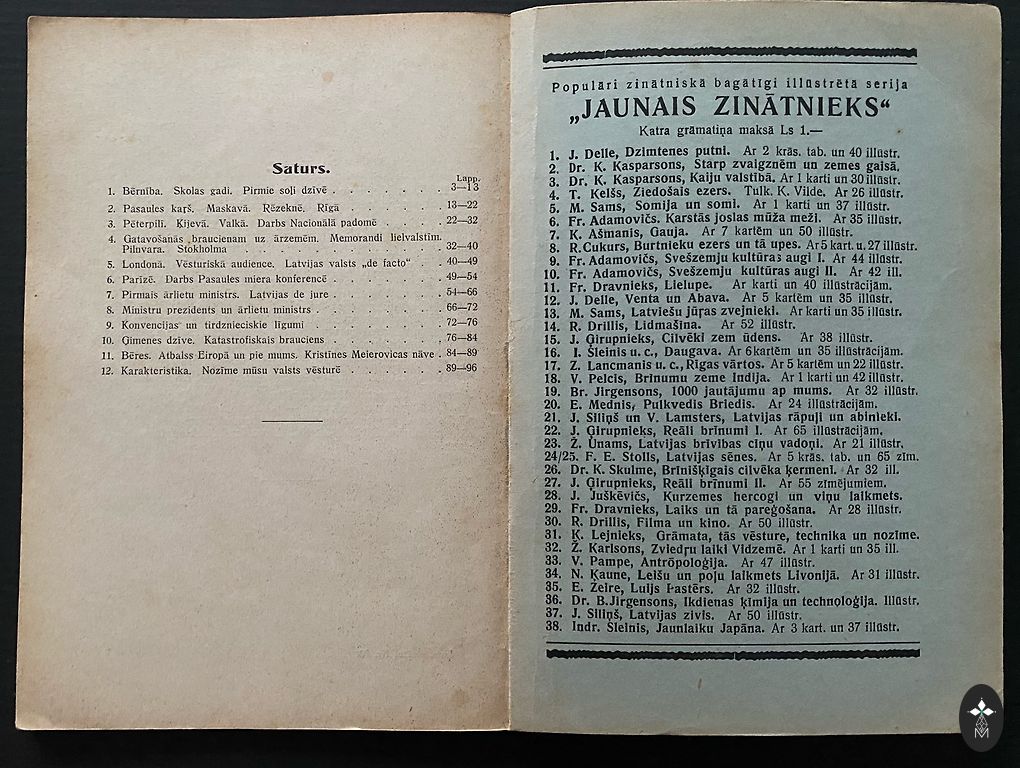 Saturs.
Lapp.
1. Bērnība. Skolas gadi. Pirmie soļi dzīvē . . . . . . . 3—13
2. Pasaules kaŗš. Maskavā. Rēzeknē. Rīgā . . . . . . 13—22
3. Pēterpilī. Ķijevā. Valkā. Darbs Nacionālā padomē . . . . 22—32
4. Gatavošanās braucienam uz ārzemēm. Memorandi lielvalstīm.
Pilnvara. Stokholma . . . . . . . . . . 32—40
5. Londonā. Vēsturiskā audience. Latvijas valsts „de facto“ . . 40—49
6. Parīzē. Darbs Pasaules miera konferencē . . . . . . 49—54
7. Pirmais ārlietu ministrs. Latvijas de jure . . . . . . 54—66
8. Ministru prezidents un ārlietu ministrs . . . . . . 66—72
9. Konvencijas un tirdznieciskie līgumi . . . . . . . 72—76
10. Ģimenes dzīve. Katastrofiskais brauciens . . . . . . 76—84
11. Bēres. Atbalss Eiropā un pie mums. Kristīnes Meierovicas nāve . 84—89
12. Karakteristika. Nozīme mūsu valsts vēsturē . . . . . 89—96
Populāri zinātniskā bagātīgi illūstrētā serija
„JAUNAIS ZINĀTNIEKS“
Katra grāmatiņa maksā Ls 1.—
1. J. Delle, Dzimtenes putni. Ar 2 krās. tab. un 40 illūstr.
2. Dr. K. Kasparsons, Starp zvaigznēm un zemes gaisā.
3. Dr. K. Kasparsons, Kaiju valstībā. Ar 1 karti un 30 illūstr.
4. T. Kelšs, Ziedošais ezers. Tulk. K. Vilde. Ar 26 illūstr.
5. M. Sams, Somija un somi. Ar 1 karti un 37 illūstr.
6. Fr. Adamovičs. Karstās joslas mūža meži. Ar 35 illūstr.
7. K. Ašmanis, Gauja. Ar 7 kartēm un 50 illūstr.
8. R. Cukurs, Burtnieku ezers un tā upes. Ar 5 kart. u. 27 illūstr.
9. Fr. Adamovičs, Svešzemju kultūras augi I. Ar 44 illūstr.
10. Fr. Adamovičs, Svešzemju kultūras augi II. Ar 42 ill.
11. Fr. Dravnieks, Lielupe. Ar karti un 40 illūstrācijām.
12. J. Delle, Venta un Abava. Ar 5 kartēm un 35 illūstr.
13. M. Sams, Latviešu jūras zvejnieki. Ar karti un 35 illūstr.
14. R. Drillis, Lidmašīna. Ar 52 illūstr.
15. J. Ģirupnieks, Cilvēki zem ūdens. Ar 38 illūstr.
16. I. Sleinis u. c., Daugava. Ar 6 kartēm un 35 illūstrācijām.
17. Z. Lancmanis u. c., Rīgas vārtos. Ar 5 kartēm un 22 illūstr.
18. V. Pelcis, Brīnumu zeme Indija. Ar 1 karti un 42 illūstr.
19. Br. Jirgensons, 1000 jautājumu ap mums. Ar 32 illūstr.
20. E. Mednis, Pulkvedis Briedis. Ar 24 illūstrācijām.
21. J. Siliņš un V. Lamsters, Latvijas rāpuļi un abinieki.
22. J. Ģirupnieks, Reāli brīnumi I. Ar 65 illūstrācijām.
23. Ž. Unams, Latvijas brīvības cīņu vadoņi. Ar 21 illūstr.
24/25. F. E. Stolls, Latvijas sēnes. Ar 5 krās. tab. un 65 zīm.
26. Dr. K. Skulme, Brīnišķīgais cilvēka ķermenī. Ar 32 ill.
27. J. Ģirupnieks, Reāli brīnumi II. Ar 55 zīmējumiem.
28. J. Juškēvičs, Kurzemes hercogi un viņu laikmets.
29. Fr. Dravnieks, Laiks un tā pareģošana. Ar 28 illūstr.
30. R. Drillis, Filma un kino. Ar 50 illūstr.
31. K. Lejnieks, Grāmata, tās vēsture, technika un nozīme.
32. Ž. Karlsons, Zviedru laiki Vidzemē. Ar 1 karti un 35 ill.
33. V. Pampe, Antrōpoloģija. Ar 47 illūstr.
34. N. Ķaune, Leišu un poļu laikmets Livonijā. Ar 31 illūstr.
35. E. Zeire, Luijs Pastērs. Ar 32 illūstr.
36. Dr. B. Jirgensons, Ikdienas ķīmija un technoloģija. Illūstr.
37. J. Siliņš, Latvijas zivis. Ar 50 illūstr.
38. Indr. Sleinis, Jaunlaiku Japāna. Ar 3 kart. un 37 illūstr.